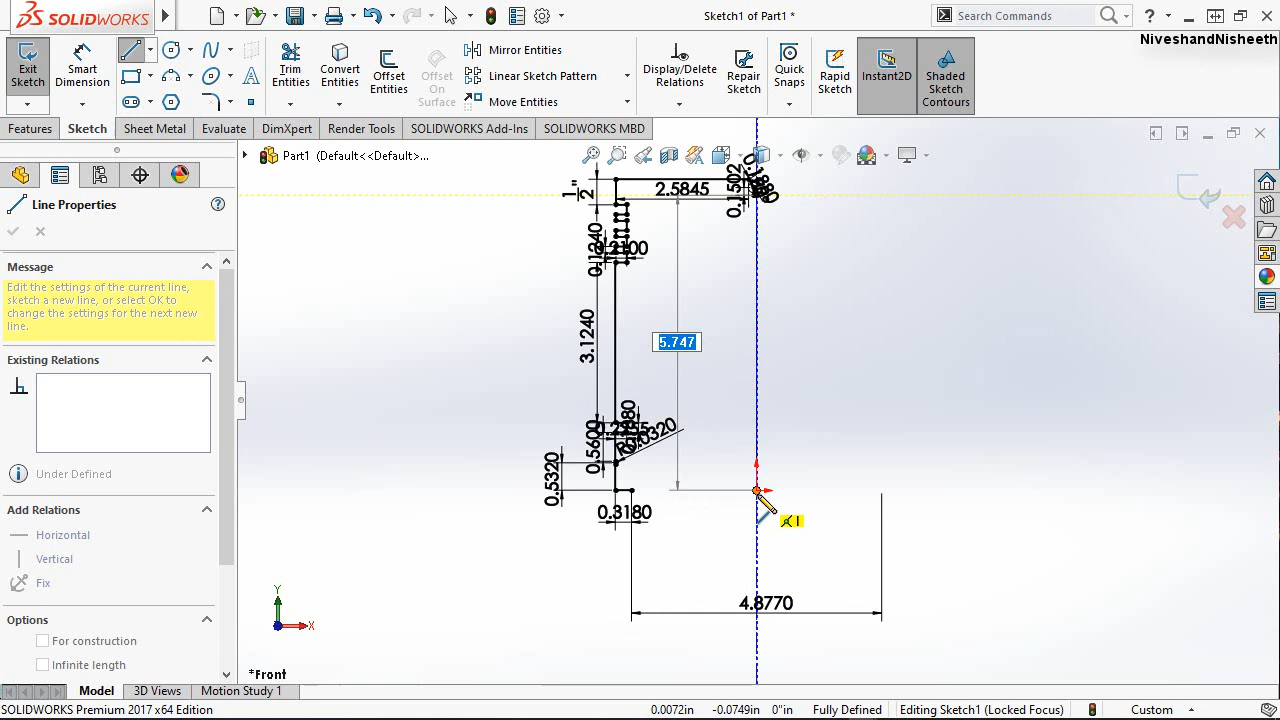 SOLIDWORKS
Sketch1 of Part1 *
Search Commands
NiveshandNisheeth
Exit Sketch
Smart Dimension
Trim Entities
Convert Entities
Offset Entities
Offset On Surface
Mirror Entities
Linear Sketch Pattern
Move Entities
Display/Delete Relations
Repair Sketch
Quick Snaps
Rapid Sketch
Instant2D
Shaded Sketch Contours
Features
Sketch
Sheet Metal
Evaluate
DimXpert
Render Tools
SOLIDWORKS Add-Ins
SOLIDWORKS MBD
Part1 (Default<<Default>...
Line Properties
Message
Edit the settings of the current line,
sketch a new line, or select OK to
change the settings for the next new
line.
Existing Relations
Under Defined
Add Relations
Horizontal
Vertical
Fix
Options
For construction
Infinite length
1/2"
2.5845
0.1502
3.1240
5.747
0.5600
0.5320
0.3180
4.8770
Y
X
*Front
Model
3D Views
Motion Study 1
SOLIDWORKS Premium 2017 x64 Edition
0.0072in
-0.0749in
0"in
Fully Defined
Editing Sketch1 (Locked Focus)
Custom